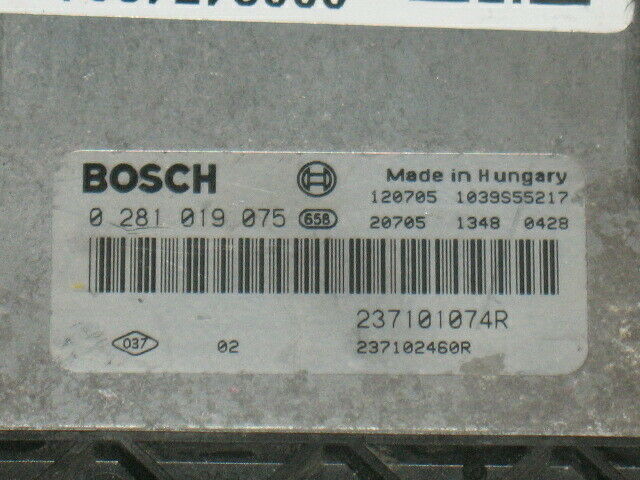 BOSCH Made in Hungary
120705 1039S55217
0 281 019 075 658 20705 1348 0428
237101074R
037 02 237102460R